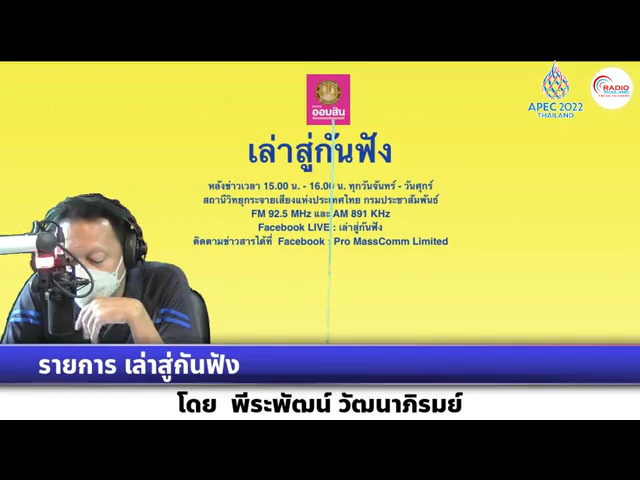 APEC 2022
THAILAND
RADIO
THAILAND
ออมสิน
เล่าสู่กันฟัง
หลังข่าวเวลา 15.00 น. - 16.00 น. ทุกวันจันทร์ - วันศุกร์
สถานีวิทยุกระจายเสียงแห่งประเทศไทย กรมประชาสัมพันธ์
FM 92.5 MHz และ AM 891 KHz
Facebook LIVE : เล่าสู่กันฟัง
ติดตามข่าวสารได้ที่ Facebook : Pro MassComm Limited
รายการ เล่าสู่กันฟัง
โดย พีระพัฒน์ วัฒนาภิรมย์